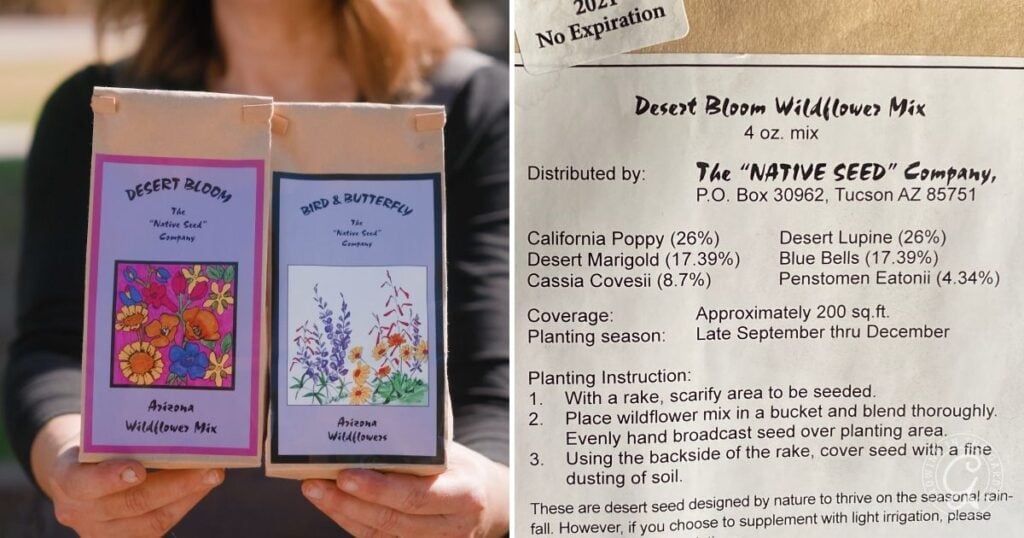 DESERT BLOOM
The
"Native Seed"
Company
Arizona
Wildflower Mix
BIRD & BUTTERFLY
The
"Native Seed"
Company
Arizona
Wildflowers
2021
No Expiration
Desert Bloom Wildflower Mix
4 oz. mix
Distributed by: The "NATIVE SEED" Company,
P.O. Box 30962, Tucson AZ 85751
California Poppy (26%) Desert Lupine (26%)
Desert Marigold (17.39%) Blue Bells (17.39%)
Cassia Covesii (8.7%) Penstomen Eatonii (4.34%)
Coverage: Approximately 200 sq.ft.
Planting season: Late September thru December
Planting Instruction:
1. With a rake, scarify area to be seeded.
2. Place wildflower mix in a bucket and blend thoroughly.
Evenly hand broadcast seed over planting area.
3. Using the backside of the rake, cover seed with a fine
dusting of soil.
These are desert seed designed by nature to thrive on the seasonal rain-
fall. However, if you choose to supplement with light irrigation, please